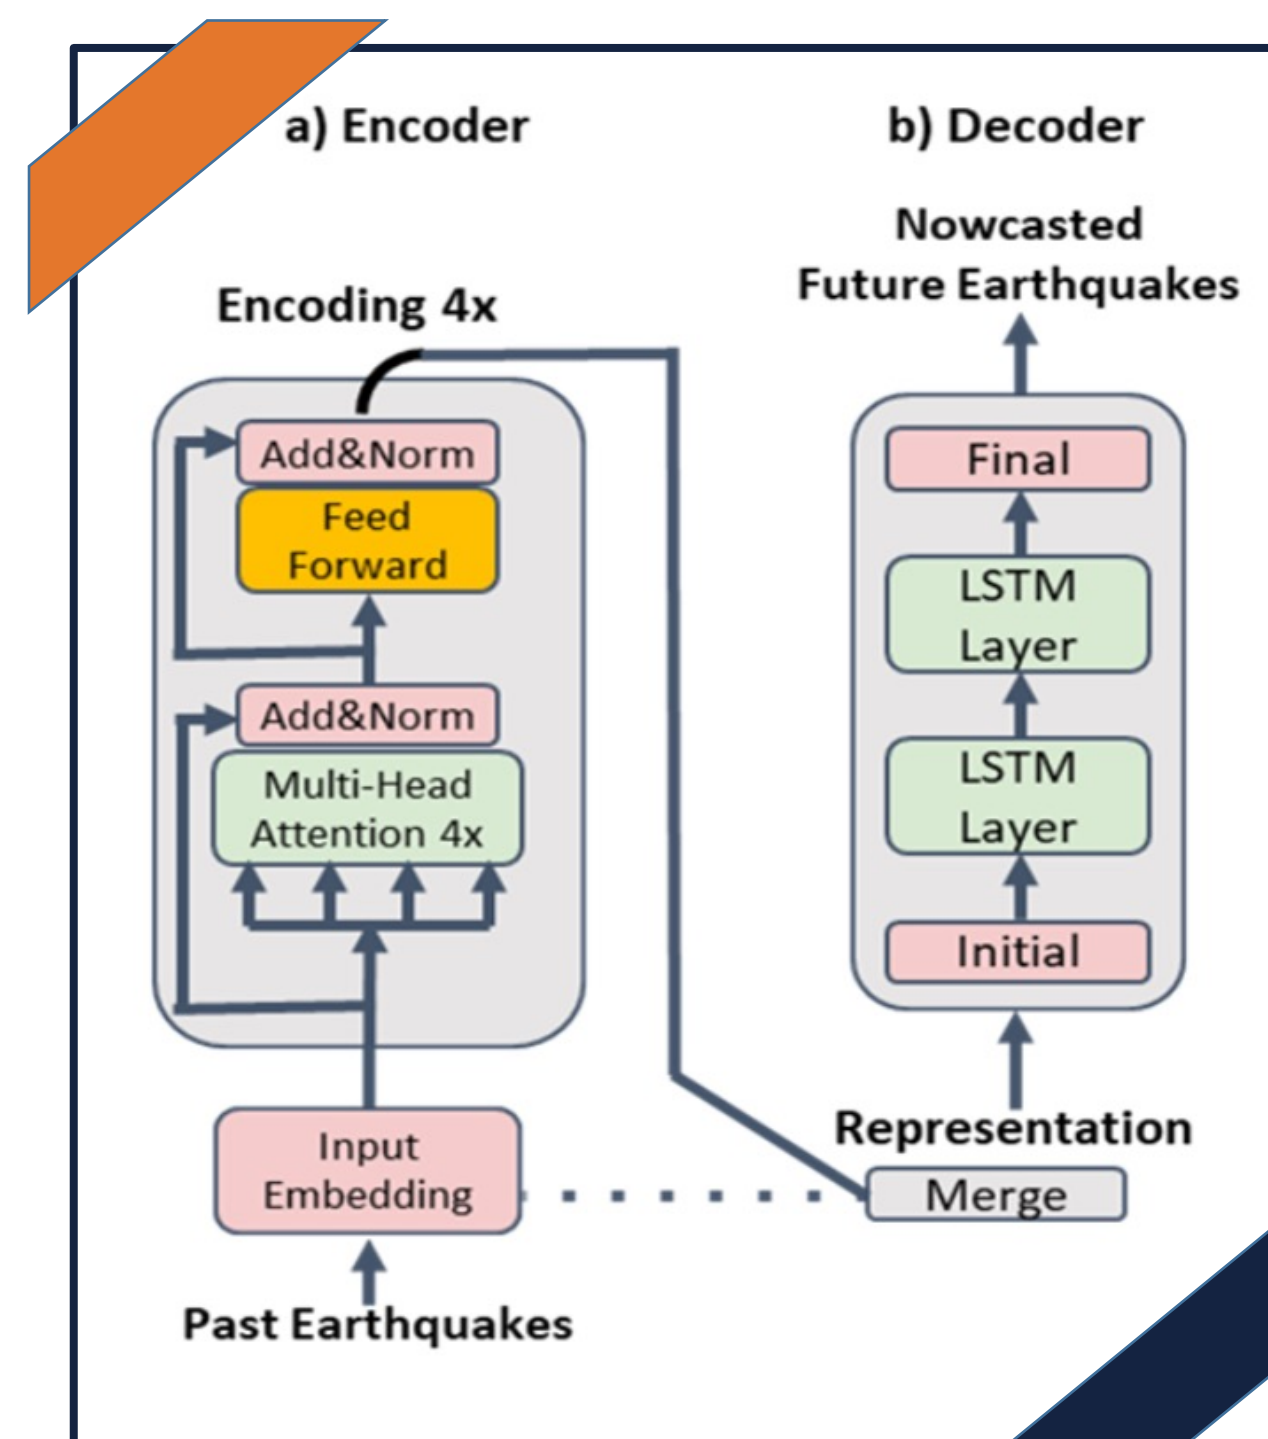 a) Encoder
Encoding 4x
Add&Norm
Feed
Forward
Add&Norm
Multi-Head
Attention 4x
Input
Embedding
Past Earthquakes
b) Decoder
Nowcasted
Future Earthquakes
Final
LSTM
Layer
LSTM
Layer
Initial
Representation
Merge